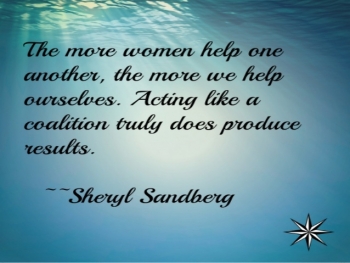 The more women help one
another, the more we help
ourselves. Acting like a
coalition truly does produce
results.
~~Sheryl Sandberg